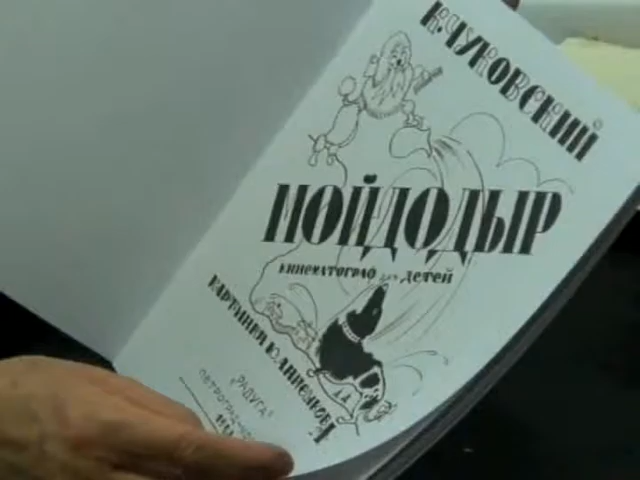 К. ЧУКОВСКИЙ
МОЙДОДЫР
КИНЕМАТОГРАФ для детей
КАРТИНКИ Ю. АННЕНКОВА
"РАДУГА"